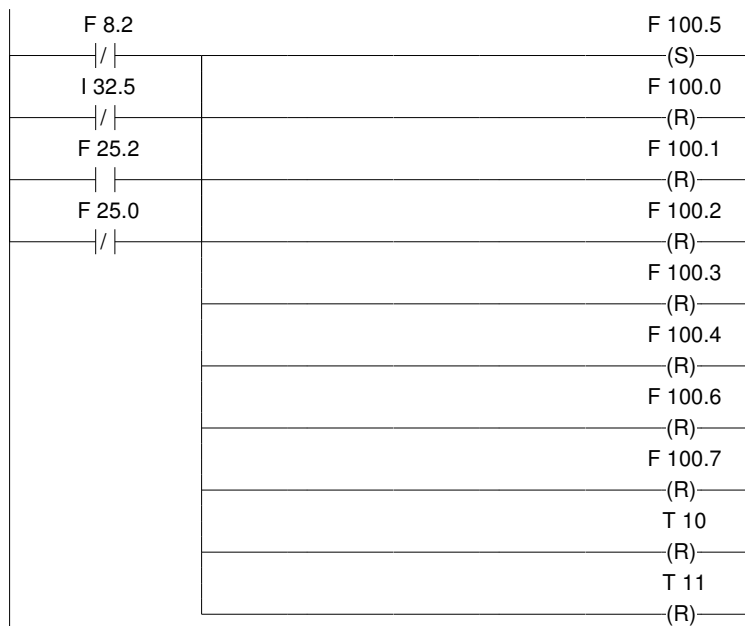 F 8.2 F 100.5
/ (S)
I 32.5 F 100.0
/ (R)
F 25.2 F 100.1
(R)
F 25.0 F 100.2
/ (R)
F 100.3
(R)
F 100.4
(R)
F 100.6
(R)
F 100.7
(R)
T 10
(R)
T 11
(R)